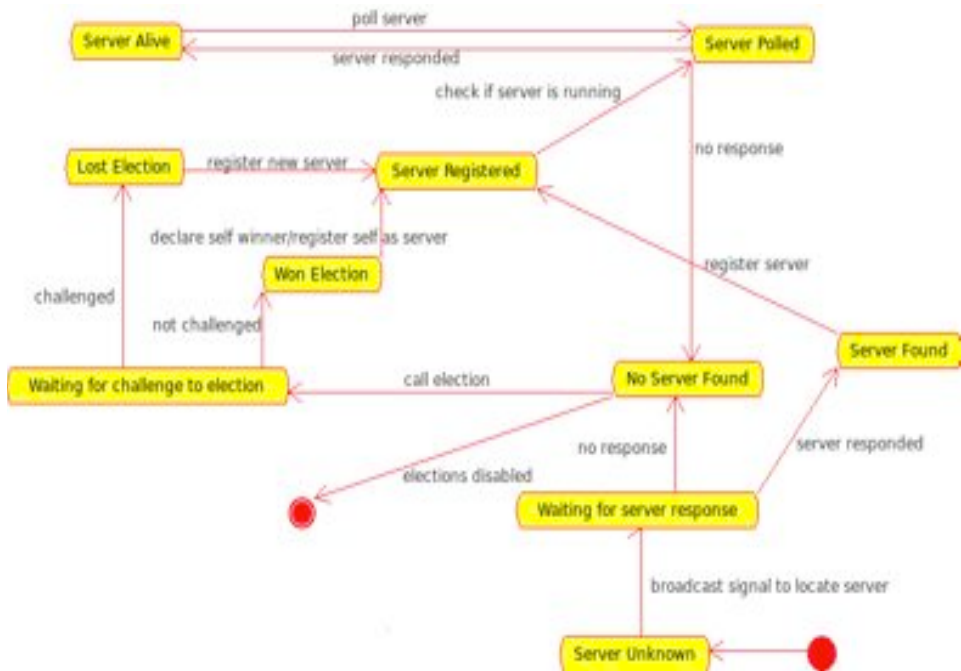 poll server
Server Alive
Server Polled
server responded
check if server is running
no response
Lost Election
register new server
Server Registered
declare self winner/register self as server
register server
Won Election
challenged
not challenged
Server Found
Waiting for challenge to election
call election
No Server Found
no response
server responded
elections disabled
Waiting for server response
broadcast signal to locate server
Server Unknown